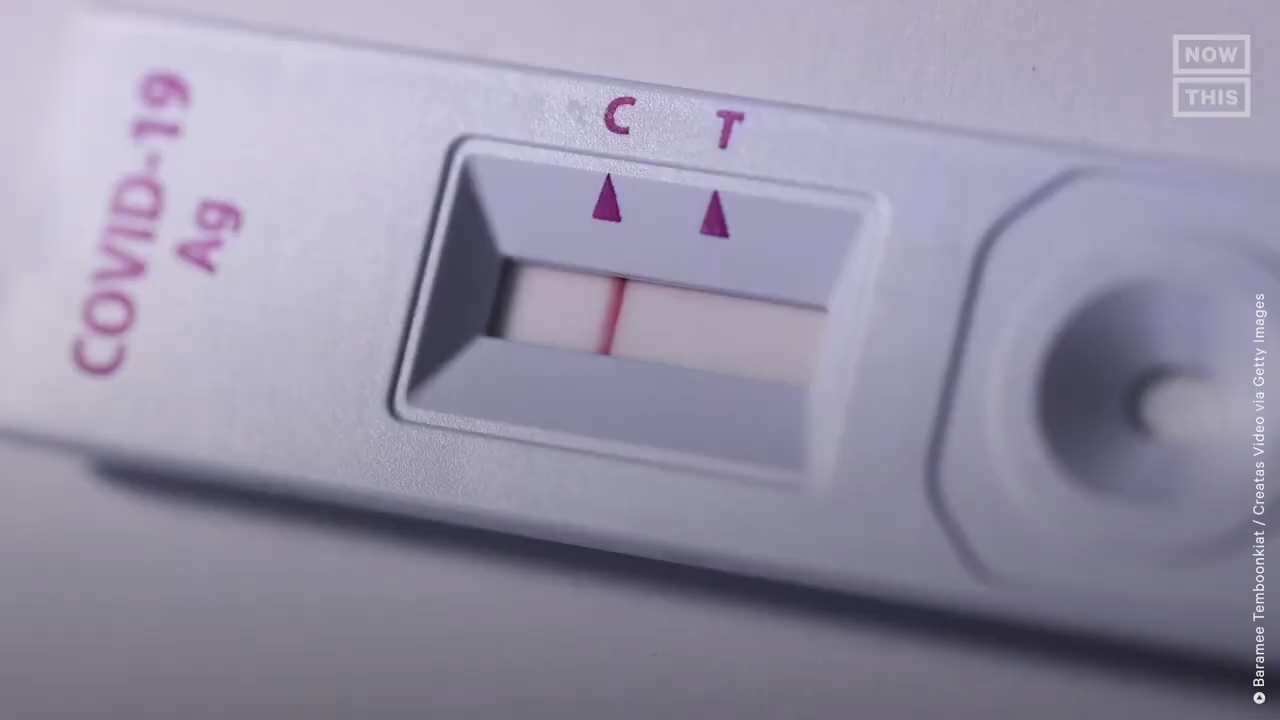 NOW
THIS
C T
COVID-19
Ag
Baramee Temboonkiat / Creatas Video via Getty Images